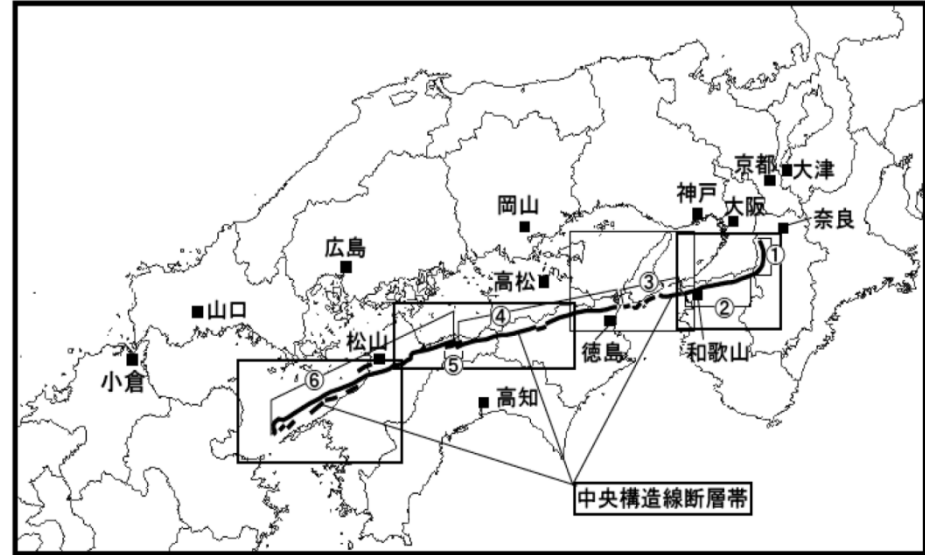 京都
大津
神戸
大阪
奈良
岡山
広島
①
③
高松
②
山口
④
松山
徳島
和歌山
⑤
小倉
⑥
高知
中央構造線断層帯